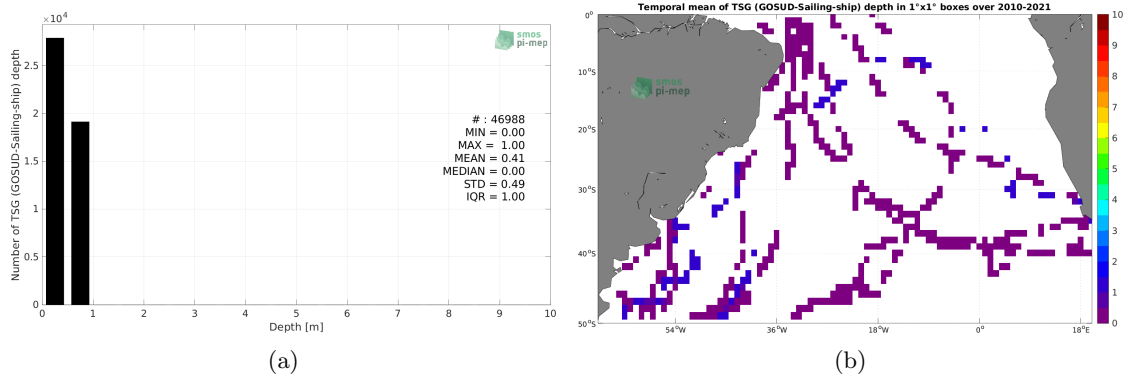 ×10⁴
2.5
2
1.5
1
0.5
0
Number of TSG (GOSUD-Sailing-ship) depth
0 1 2 3 4 5 6 7 8 9 10
Depth [m]
smos
pi-mep
# : 46988
MIN = 0.00
MAX = 1.00
MEAN = 0.41
MEDIAN = 0.00
STD = 0.49
IQR = 1.00
(a)
Temporal mean of TSG (GOSUD-Sailing-ship) depth in 1°x1° boxes over 2010-2021
0°
10°S
20°S
30°S
40°S
50°S
54°W 36°W 18°W 0° 18°E
smos
pi-mep
10
9
8
7
6
5
4
3
2
1
0
(b)